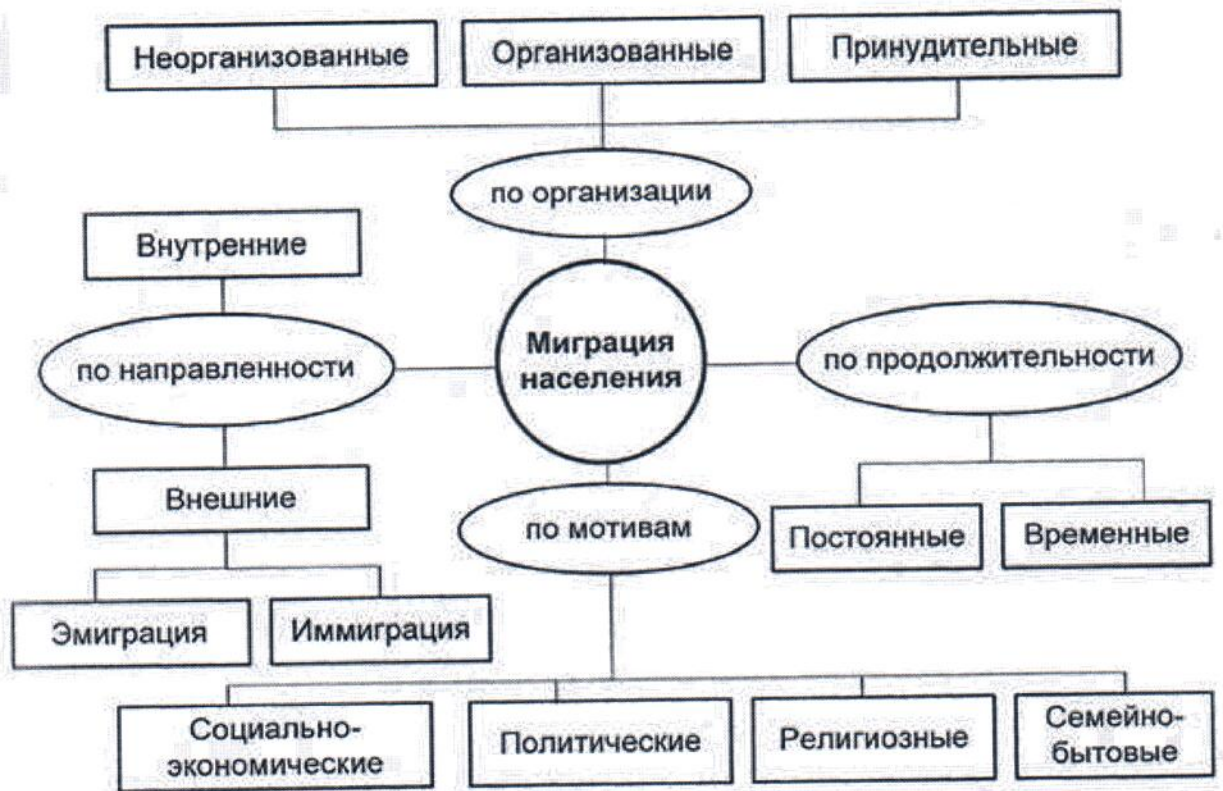 Неорганизованные
Организованные
Принудительные
по организации
Внутренние
по направленности
Миграция
населения
по продолжительности
Внешние
по мотивам
Постоянные
Временные
Эмиграция
Иммиграция
Социально-
экономические
Политические
Религиозные
Семейно-
бытовые